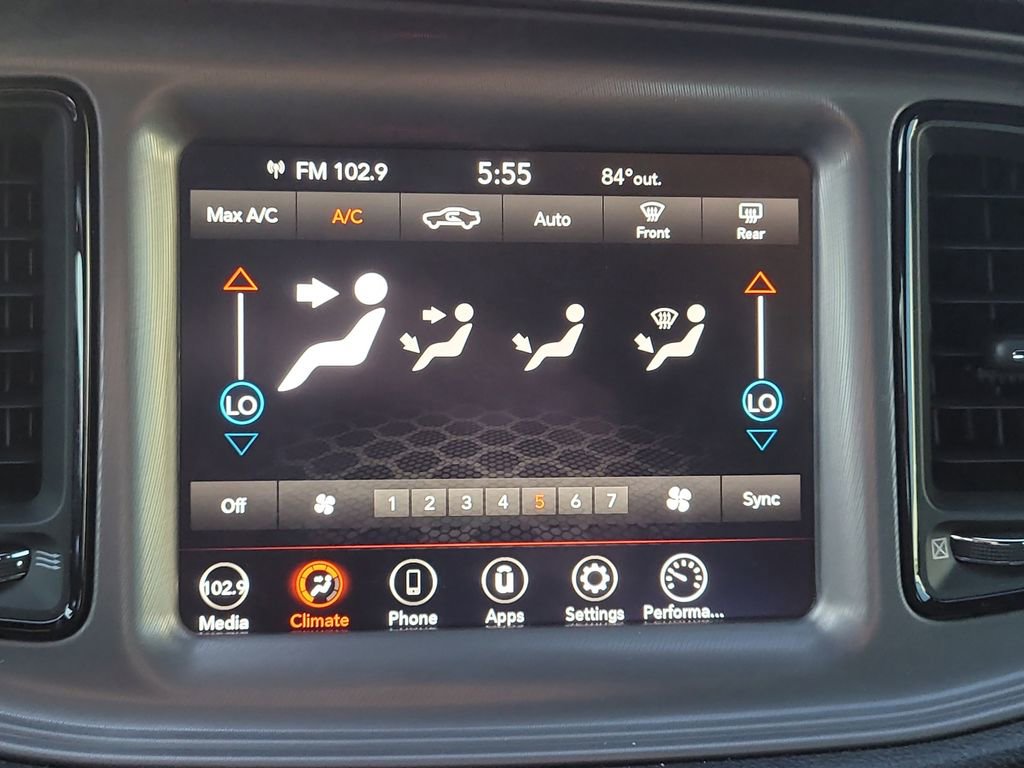 FM 102.9 5:55 84°out.
Max A/C A/C Auto Front Rear
LO LO
Off 1 2 3 4 5 6 7 Sync
102.9
Media Climate Phone Apps Settings Performa...